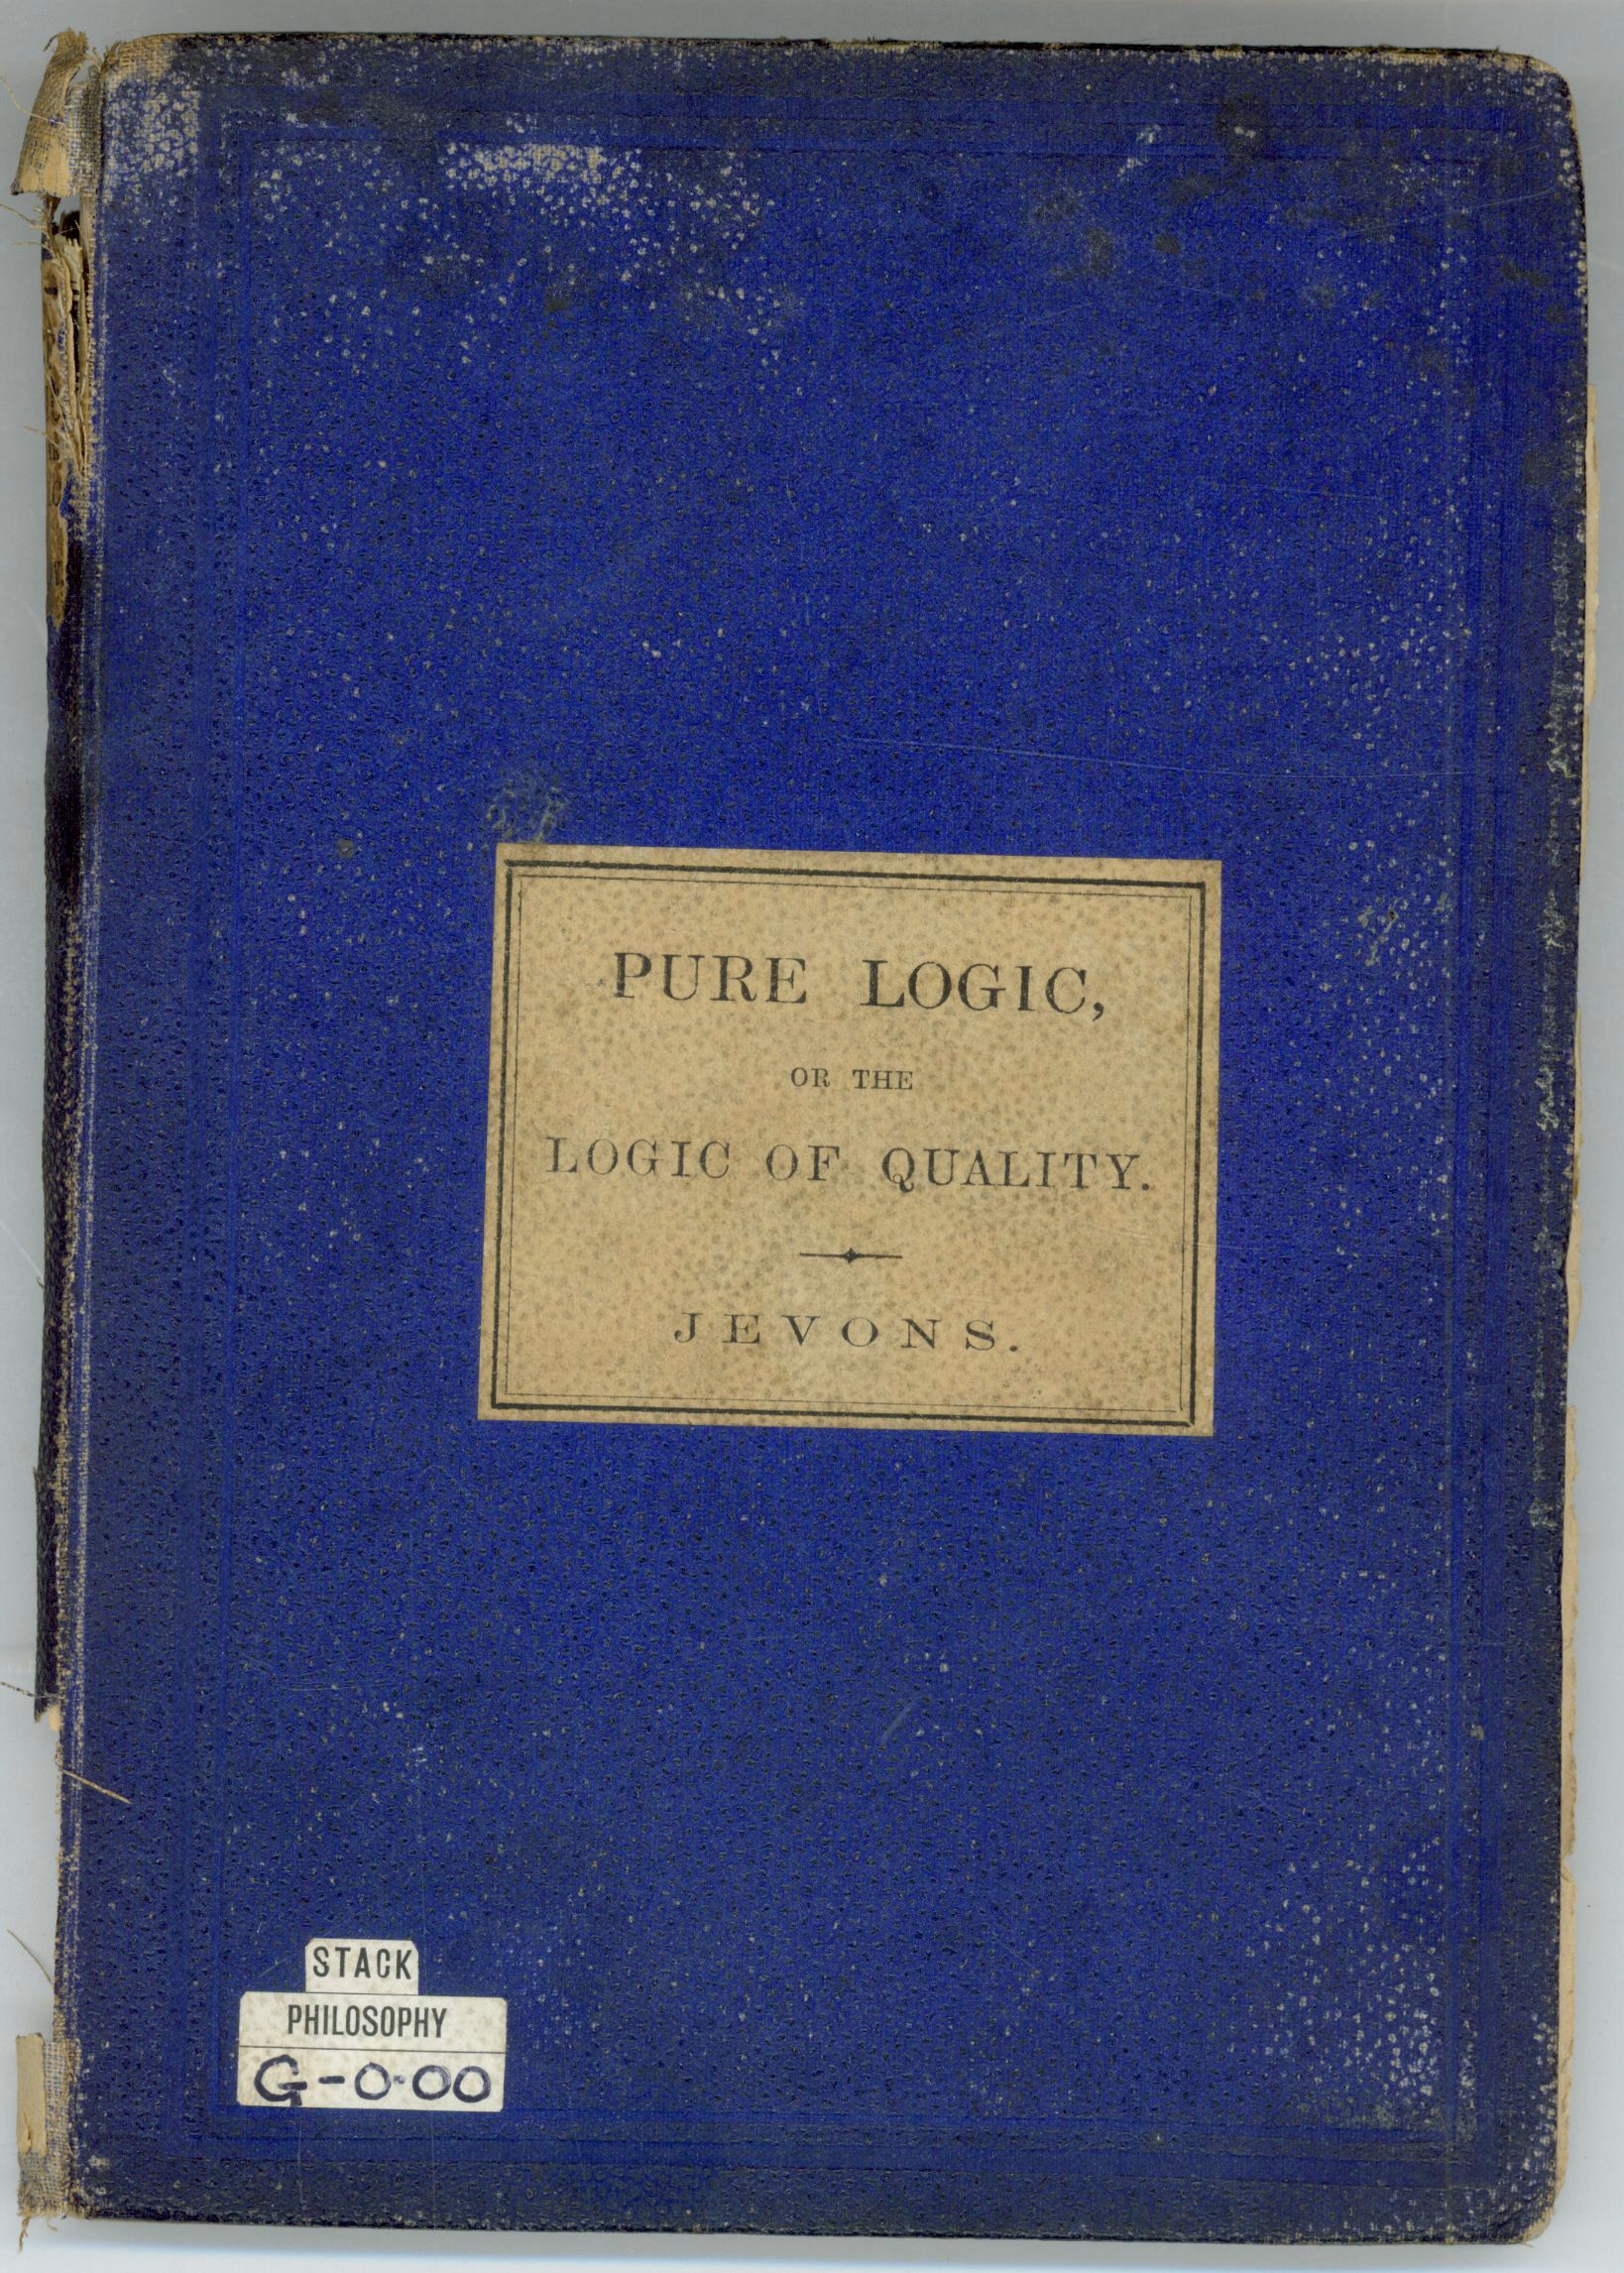 PURE LOGIC,
OR THE
LOGIC OF QUALITY.
JEVONS.
STACK
PHILOSOPHY
G-0.00